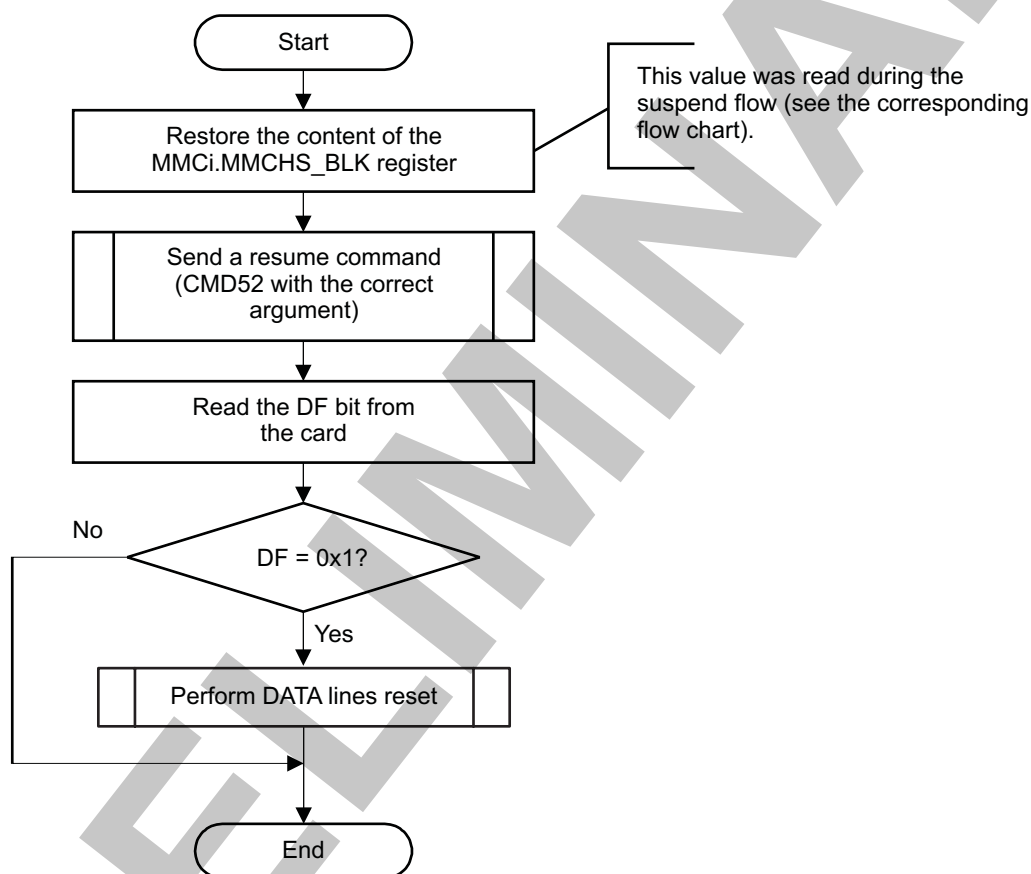 Start
This value was read during the
suspend flow (see the corresponding
flow chart).
Restore the content of the
MMCi.MMCHS_BLK register
Send a resume command
(CMD52 with the correct
argument)
Read the DF bit from
the card
No
DF = 0x1?
Yes
Perform DATA lines reset
End
ELIMINA